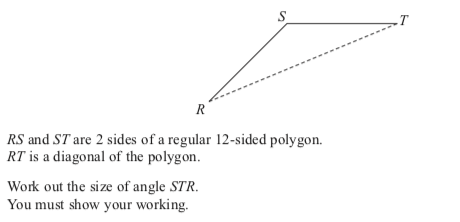 S
T
R
RS and ST are 2 sides of a regular 12-sided polygon.
RT is a diagonal of the polygon.
Work out the size of angle STR.
You must show your working.